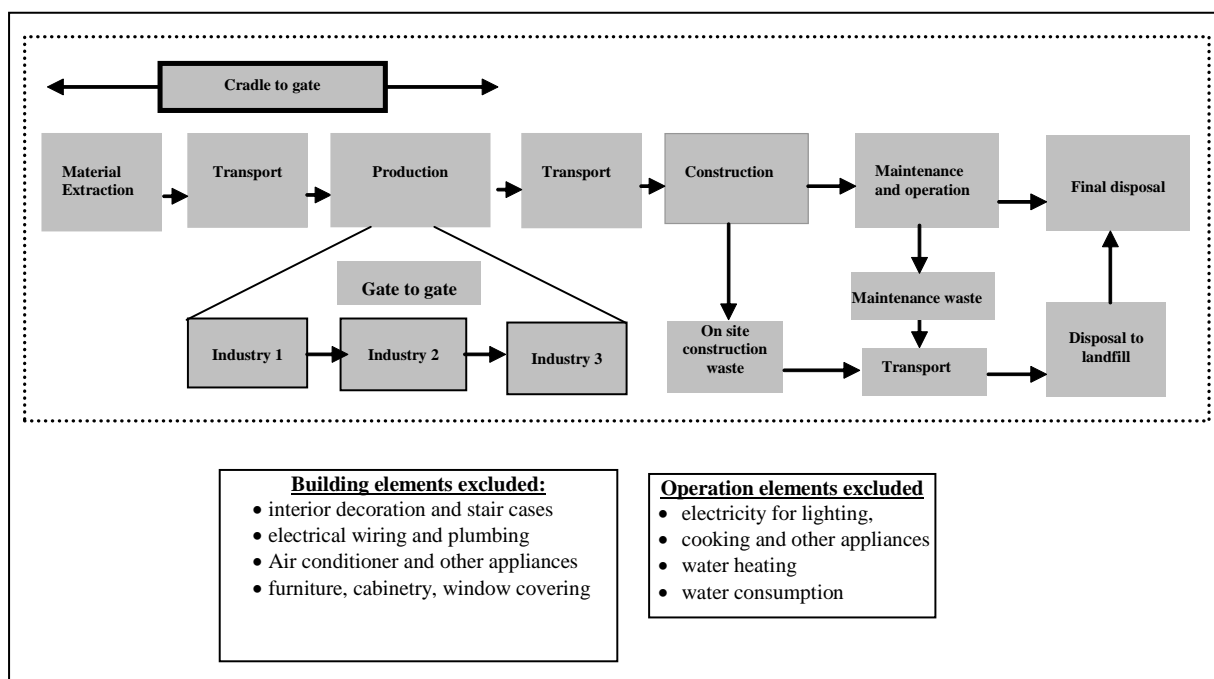 Cradle to gate
Material
Extraction
Transport
Production
Transport
Construction
Maintenance
and operation
Final disposal
Gate to gate
Maintenance waste
Industry 1
Industry 2
Industry 3
On site
construction
waste
Transport
Disposal to
landfill
Building elements excluded:
• interior decoration and stair cases
• electrical wiring and plumbing
• Air conditioner and other appliances
• furniture, cabinetry, window covering
Operation elements excluded
• electricity for lighting,
• cooking and other appliances
• water heating
• water consumption